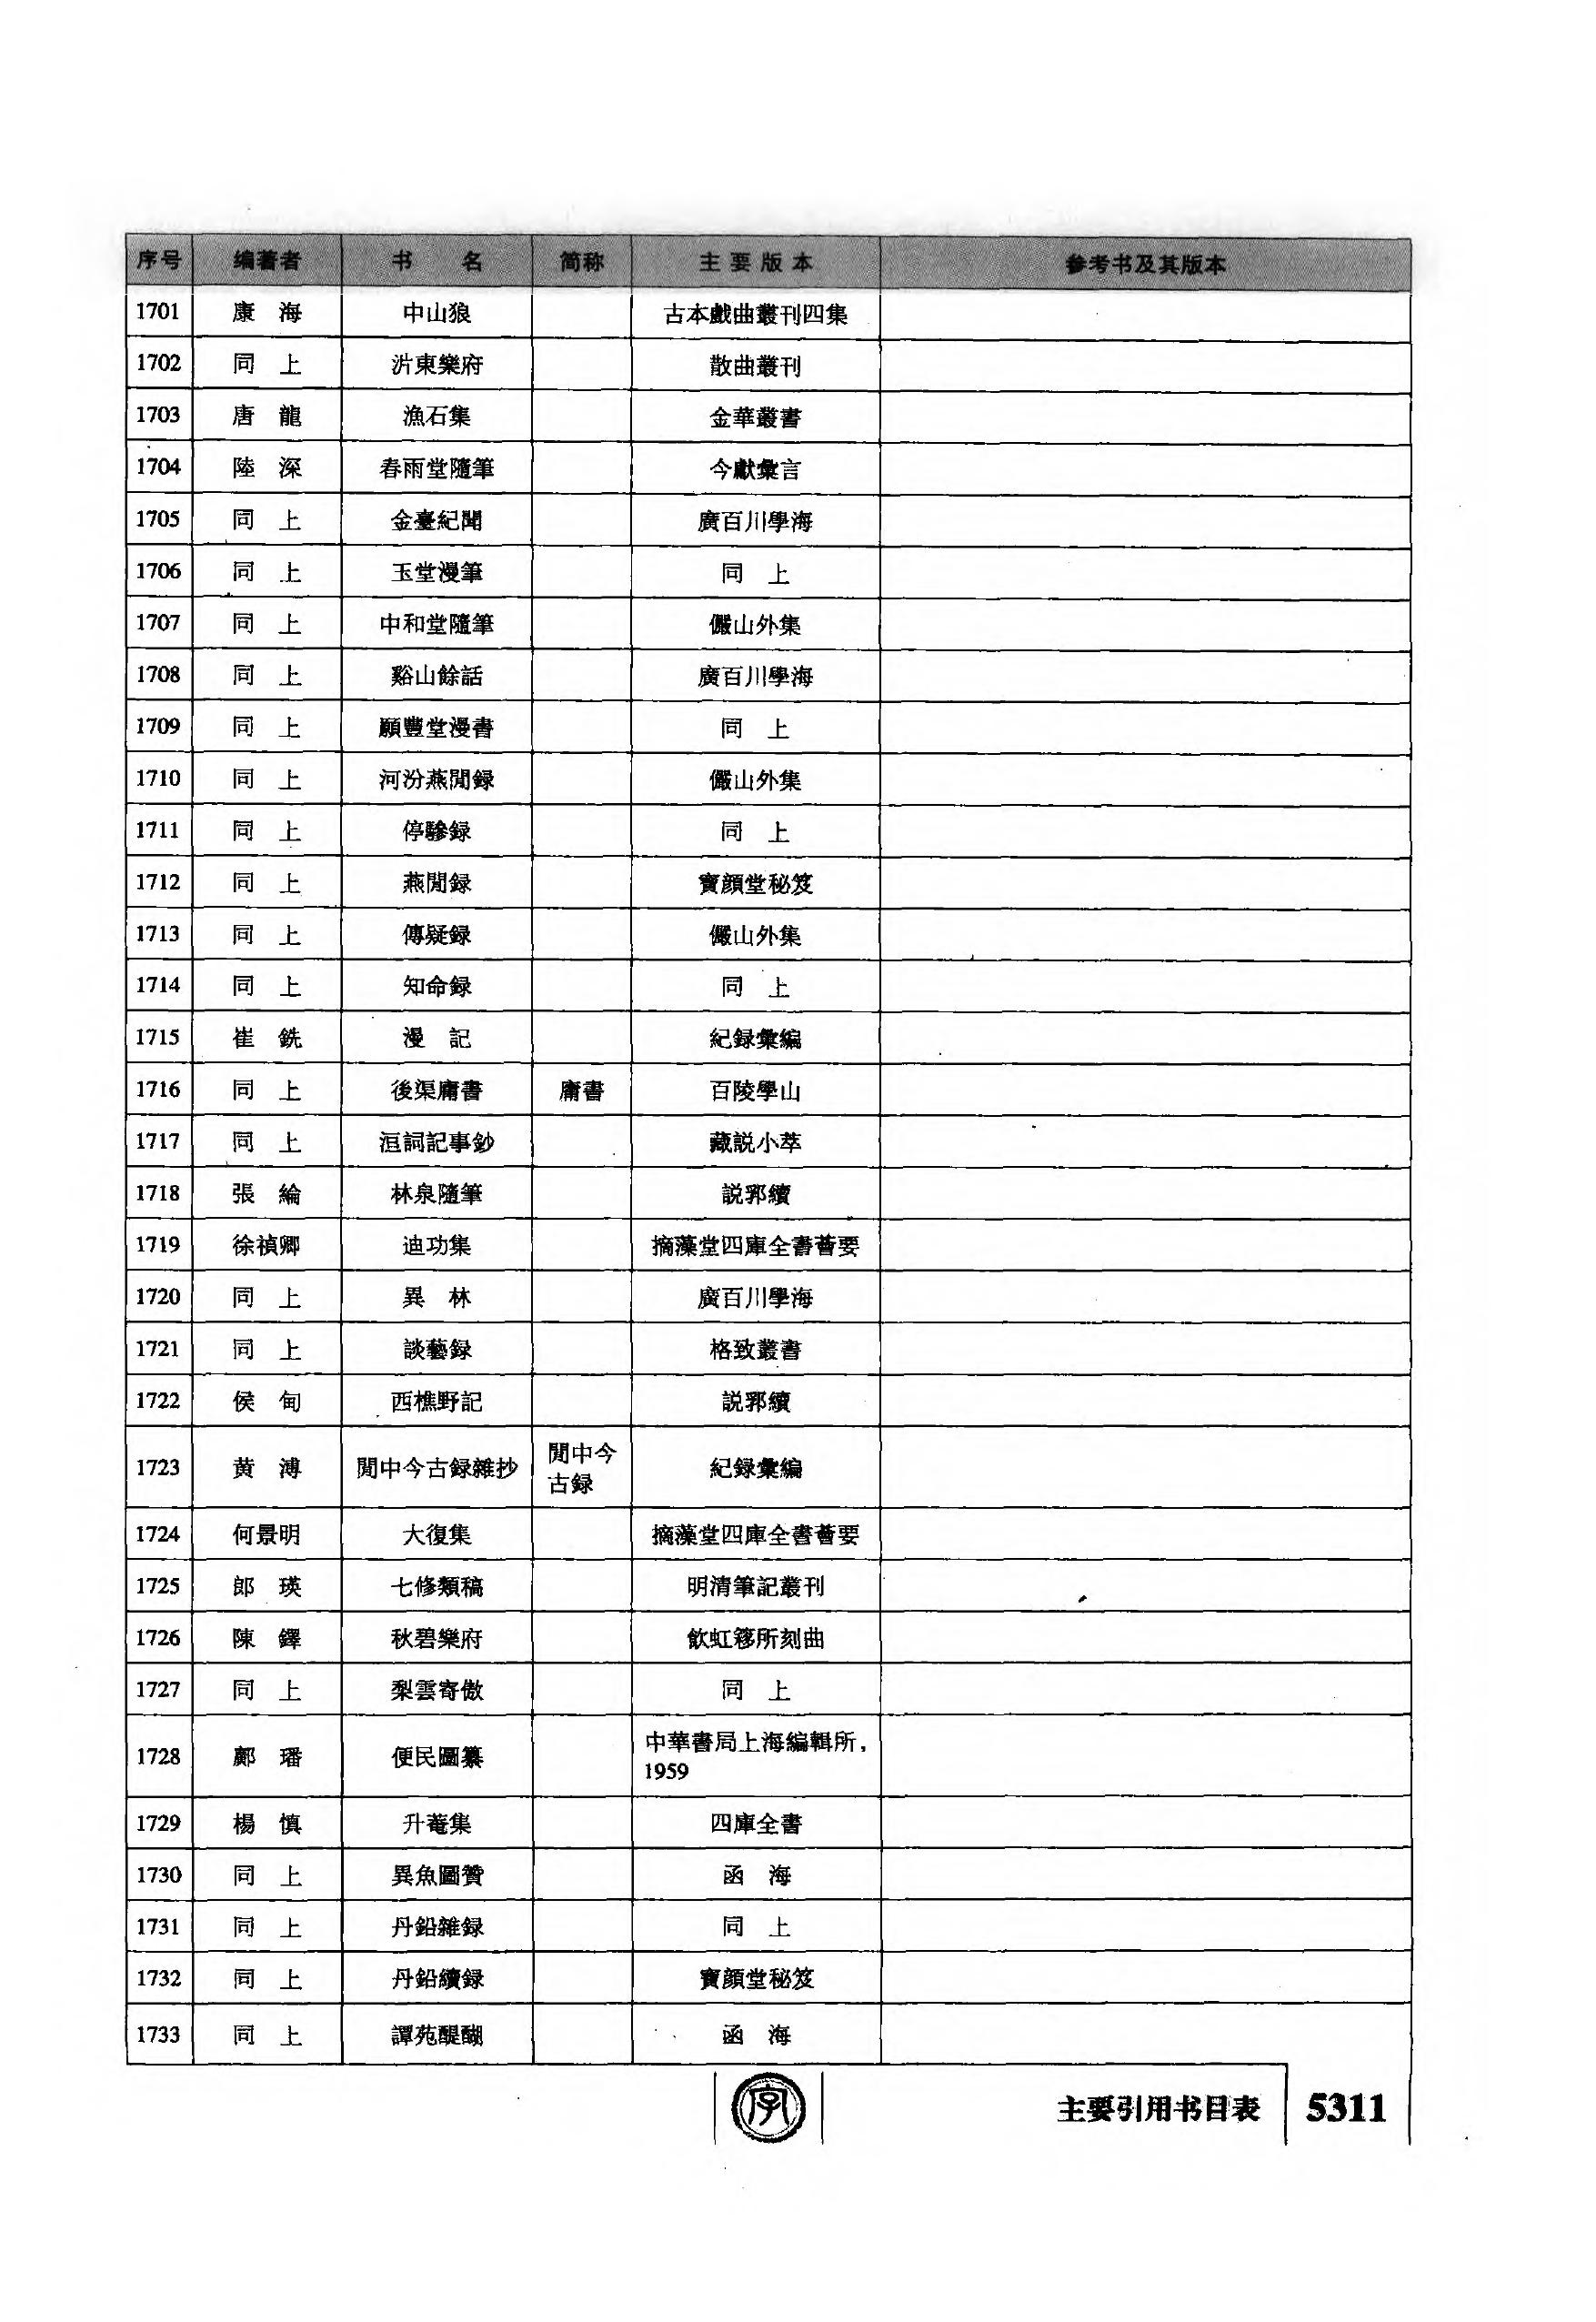 序号 编著者 书 名 简称 主要版本 参考书及其版本
1701 康 海 中山狼 古本戲曲叢刊四集
1702 同 上 沜東樂府 散曲叢刊
1703 唐 龍 漁石集 金華叢書
1704 陸 深 春雨堂隨筆 今獻彙言
1705 同 上 金臺紀聞 廣百川學海
1706 同 上 玉堂漫筆 同 上
1707 同 上 中和堂隨筆 儼山外集
1708 同 上 谿山餘話 廣百川學海
1709 同 上 願豐堂漫書 同 上
1710 同 上 河汾燕閒録 儼山外集
1711 同 上 停驂録 同 上
1712 同 上 燕閒録 寶顔堂秘笈
1713 同 上 傳疑録 儼山外集
1714 同 上 知命録 同 上
1715 崔 銑 漫 記 紀録彙編
1716 同 上 後渠庸書 庸書 百陵學山
1717 同 上 洹詞記事鈔 藏説小萃
1718 張 綸 林泉隨筆 説郛續
1719 徐禎卿 迪功集 摛藻堂四庫全書薈要
1720 同 上 異 林 廣百川學海
1721 同 上 談藝録 格致叢書
1722 侯 甸 西樵野記 説郛續
1723 黄 溥 閒中今古録雜抄 閒中今古録 紀録彙編
1724 何景明 大復集 摛藻堂四庫全書薈要
1725 郎 瑛 七修類稿 明清筆記叢刊
1726 陳 鐸 秋碧樂府 飲虹簃所刻曲
1727 同 上 梨雲寄傲 同 上
1728 鄺 璠 便民圖纂 中華書局上海編輯所，1959
1729 楊 慎 升菴集 四庫全書
1730 同 上 異魚圖贊 函 海
1731 同 上 丹鉛雜録 同 上
1732 同 上 丹鉛續録 寶顔堂秘笈
1733 同 上 譚苑醍醐 函 海
字 主要引用书目表 5311